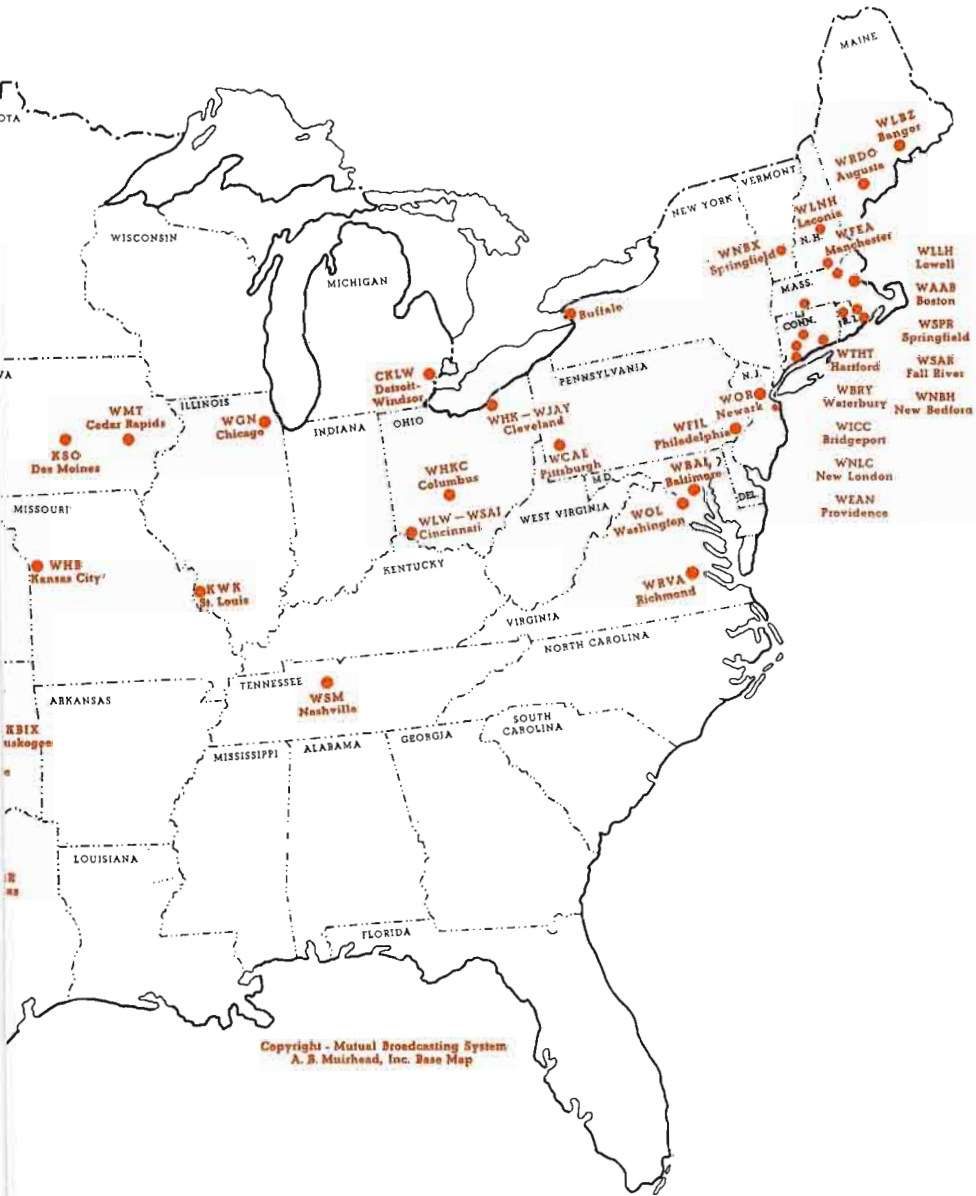 MAINE
OTA
WLBZ
Bangor
WRDO
Augusta
VERMONT
NEW YORK
WLNH
Laconia
N.H.
WFEA
Manchester
WISCONSIN
WNBX
Springfield
WLLH
Lowell
MICHIGAN
MASS.
WAAB
Boston
Buffalo
CONN.
R.I.
WSPR
Springfield
WTHT
Hartford
WSAR
Fall River
PENNSYLVANIA
N.J.
CKLW
Detroit-
Windsor
WBRY
Waterbury
WNBH
New Bedford
WOR
Newark
VA
WMT
Cedar Rapids
ILLINOIS
WGN
Chicago
INDIANA
OHIO
WHK - WJAY
Cleveland
WFIL
Philadelphia
WICC
Bridgeport
KSO
Des Moines
WCAE
Pittsburgh
WHKC
Columbus
WBAL
Baltimore
WNLC
New London
M D.
DEL.
MISSOURI
WEST VIRGINIA
WOL
Washington
WEAN
Providence
WLW - WSAI
Cincinnati
KENTUCKY
WHB
Kansas City
KWK
St. Louis
WRVA
Richmond
VIRGINIA
NORTH CAROLINA
TENNESSEE
WSM
Nashville
ARKANSAS
SOUTH
CAROLINA
KBIX
uskogee
MISSISSIPPI
ALABAMA
GEORGIA
e
LOUISIANA
as
FLORIDA
Copyright - Mutual Broadcasting System
A. B. Muirhead, Inc. Base Map